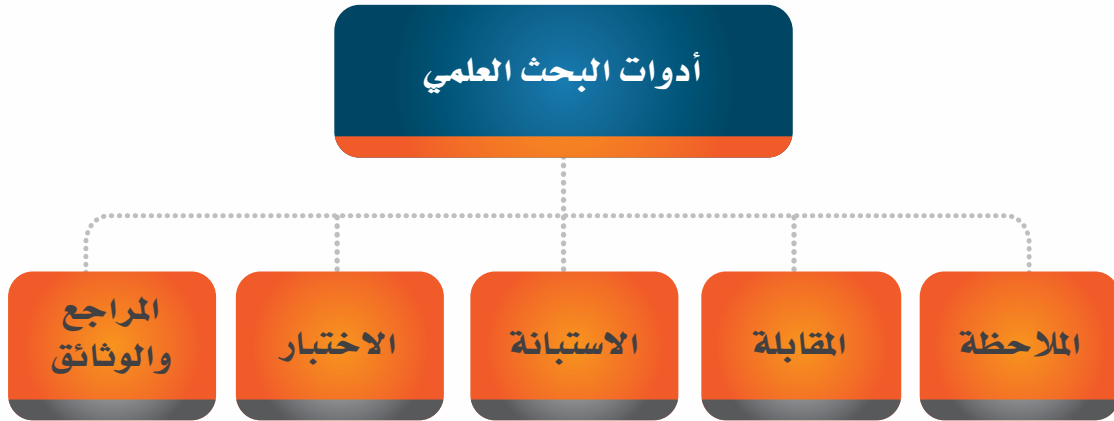 أدوات البحث العلمي
الملاحظة
المقابلة
الاستبانة
الاختبار
المراجع
والوثائق